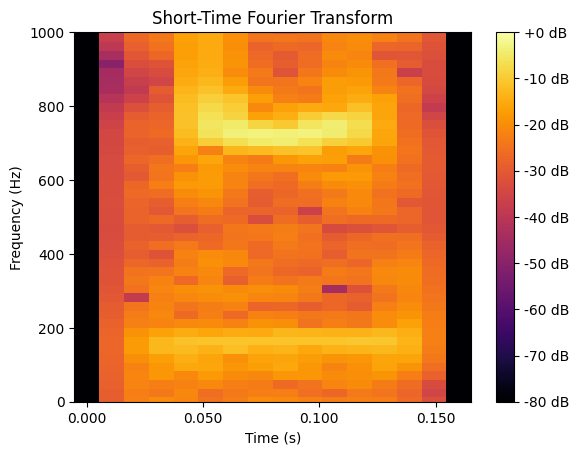 Short-Time Fourier Transform
1000
800
600
400
200
0
Frequency (Hz)
0.000
0.050
0.100
0.150
Time (s)
+0 dB
-10 dB
-20 dB
-30 dB
-40 dB
-50 dB
-60 dB
-70 dB
-80 dB